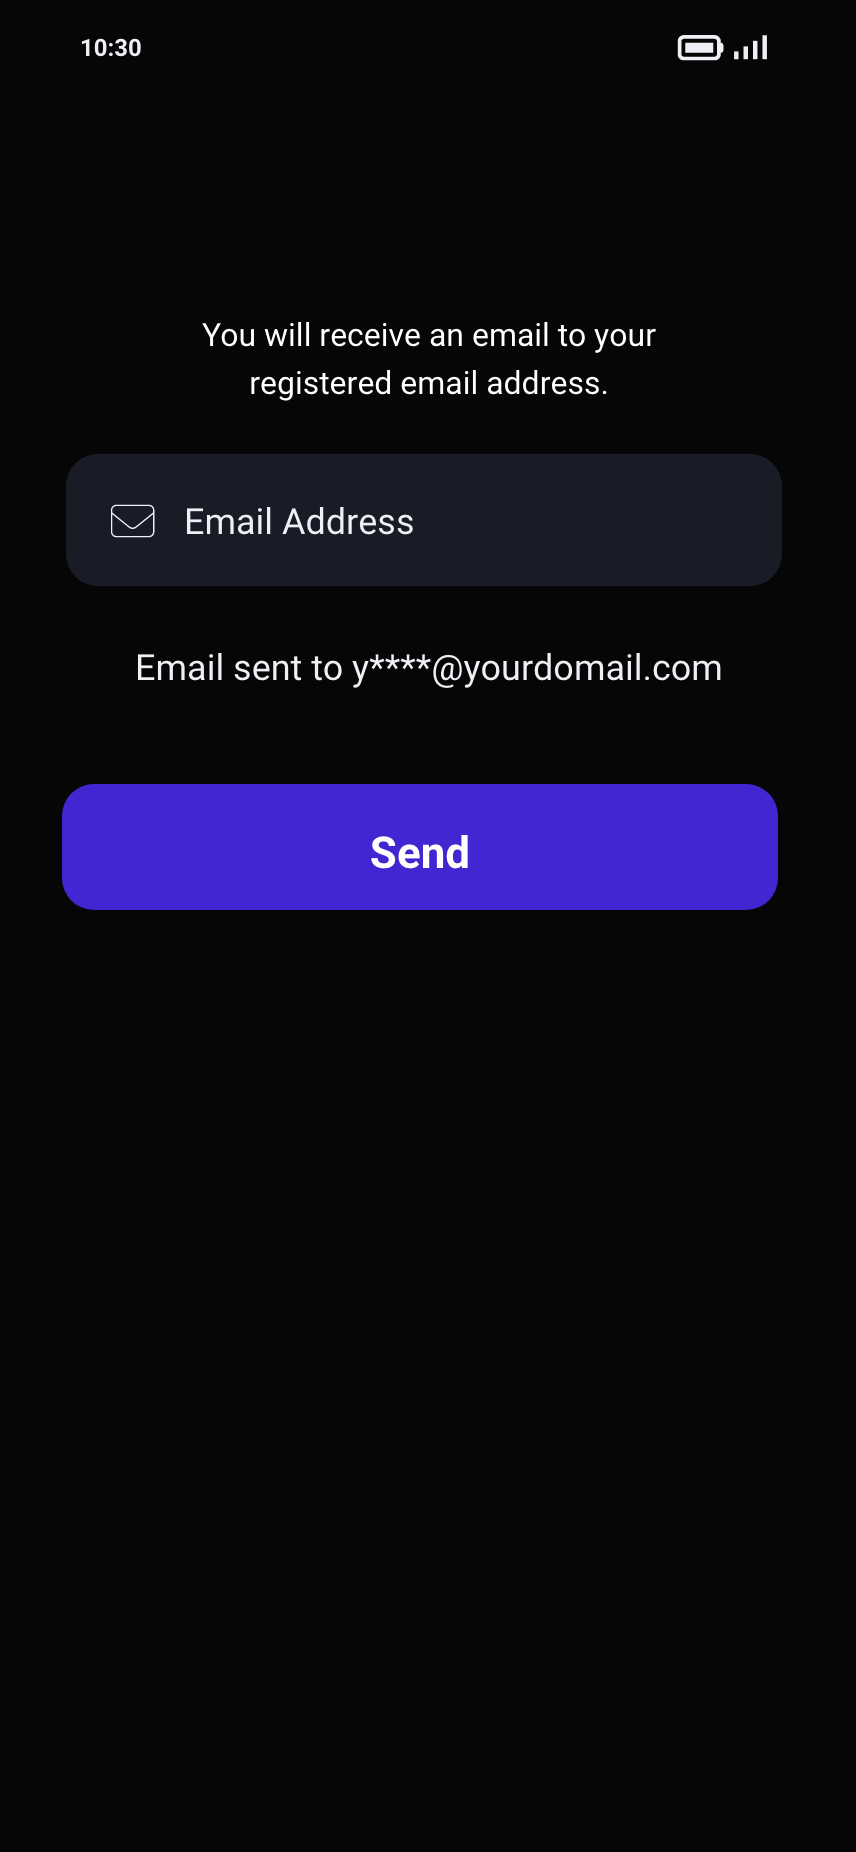 10:30
You will receive an email to your
registered email address.
Email Address
Email sent to y****@yourdomail.com
Send